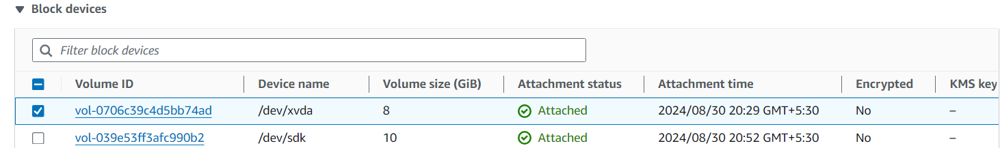 Block devices
Filter block devices
Volume ID Device name Volume size (GiB) Attachment status Attachment time Encrypted KMS key
vol-0706c39c4d5bb74ad /dev/xvda 8 Attached 2024/08/30 20:29 GMT+5:30 No –
vol-039e53ff3afc990b2 /dev/sdk 10 Attached 2024/08/30 20:52 GMT+5:30 No –